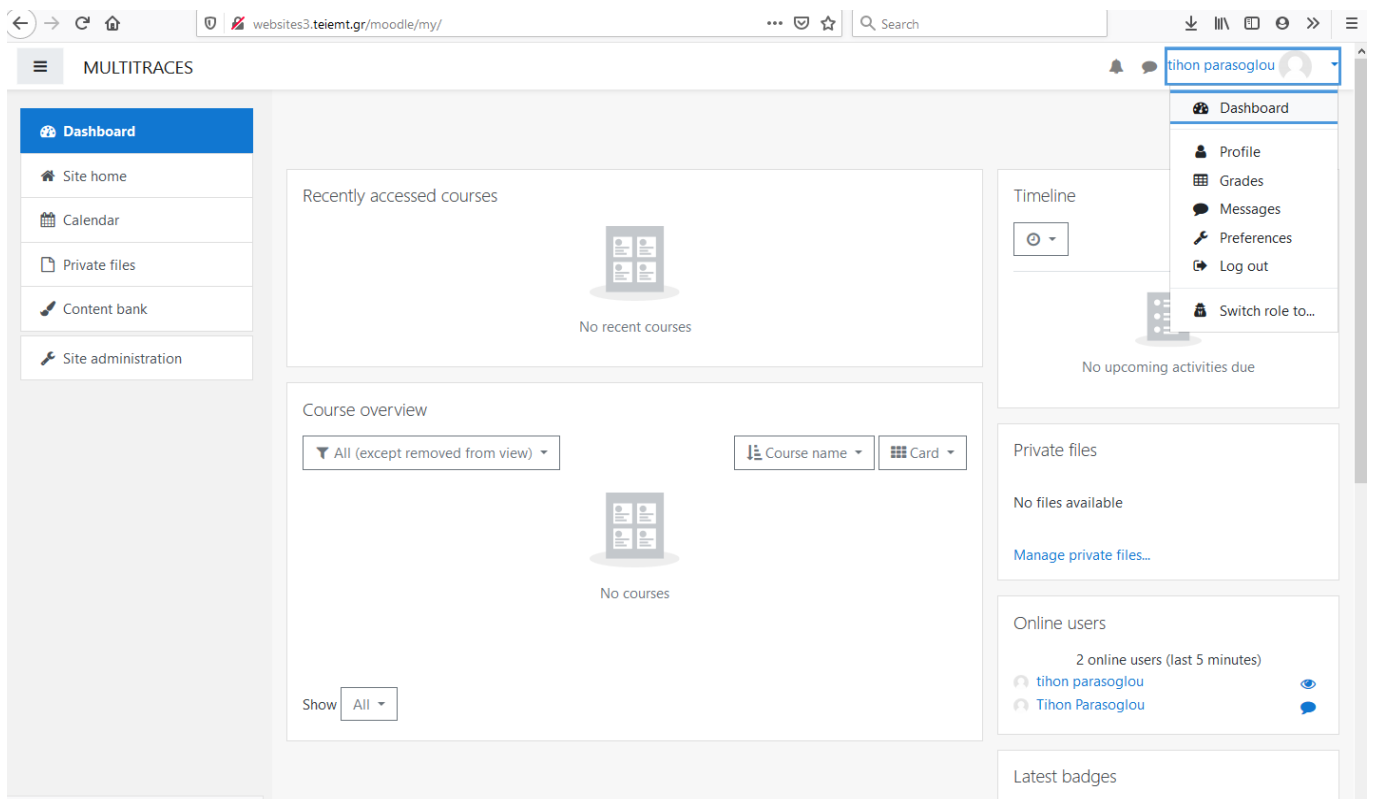 websites3.teiemt.gr/moodle/my/
Search
MULTITRACES
tihon parasoglou
Dashboard
Profile
Grades
Messages
Preferences
Log out
Switch role to...
Dashboard
Site home
Calendar
Private files
Content bank
Site administration
Recently accessed courses
No recent courses
Course overview
All (except removed from view)
Course name
Card
No courses
Show
All
Timeline
No upcoming activities due
Private files
No files available
Manage private files...
Online users
2 online users (last 5 minutes)
tihon parasoglou
Tihon Parasoglou
Latest badges